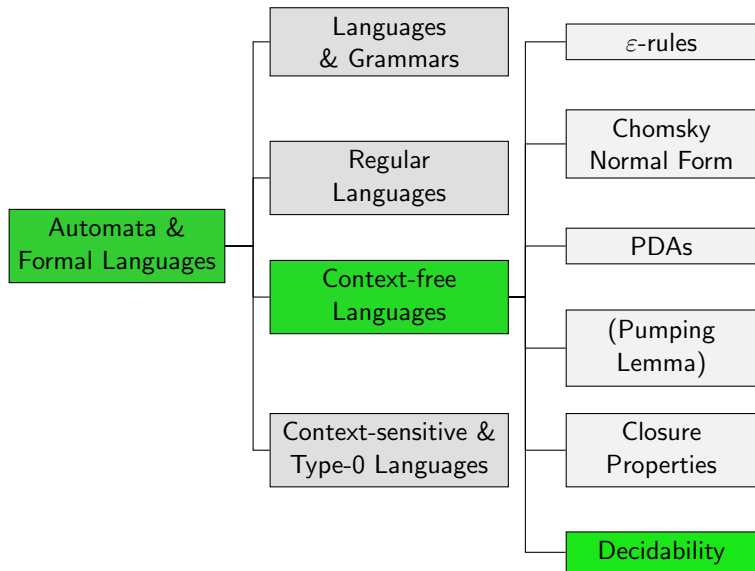 Automata &
Formal Languages
Languages
& Grammars
Regular
Languages
Context-free
Languages
Context-sensitive &
Type-0 Languages
ε-rules
Chomsky
Normal Form
PDAs
(Pumping
Lemma)
Closure
Properties
Decidability